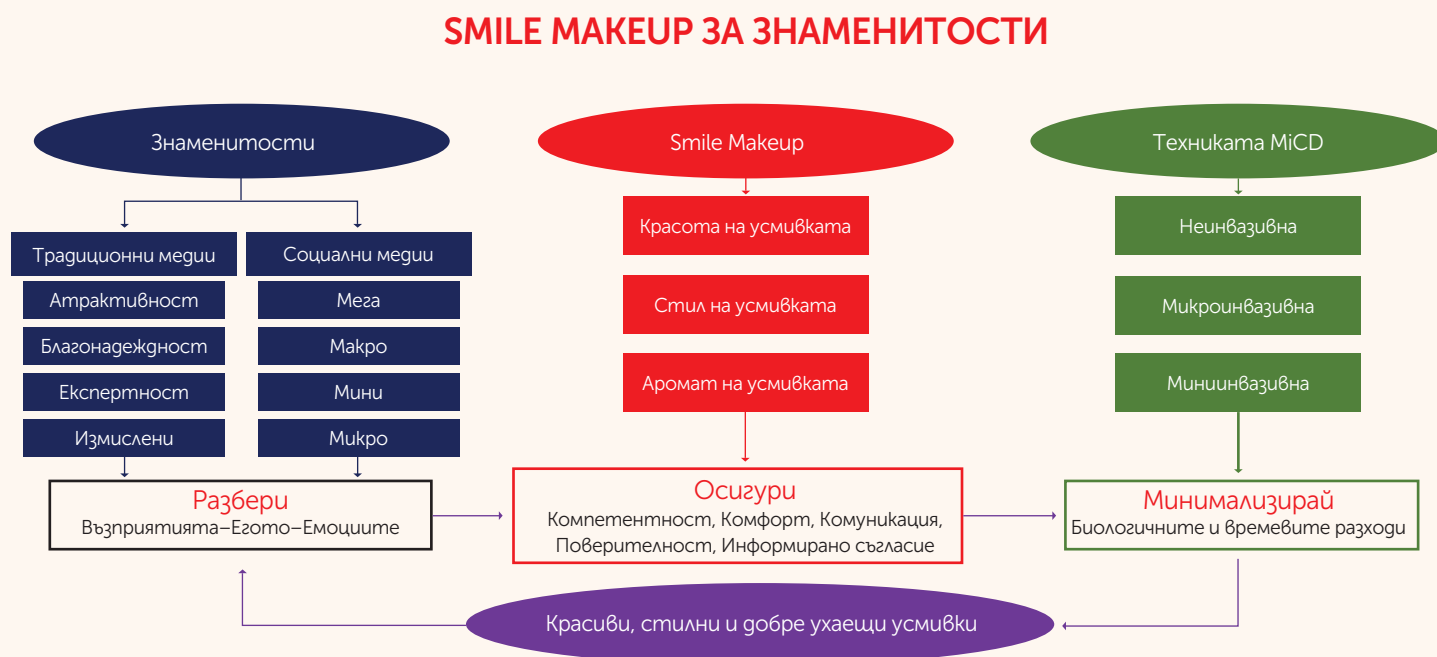 SMILE MAKEUP ЗА ЗНАМЕНИТОСТИ
Знаменитости
Традиционни медии
Атрактивност
Благонадеждност
Експертност
Измислени
Социални медии
Мега
Макро
Мини
Микро
Разбери
Възприятията–Егото–Емоциите
Smile Makeup
Красота на усмивката
Стил на усмивката
Аромат на усмивката
Осигури
Компетентност, Комфорт, Комуникация,
Поверителност, Информирано съгласие
Техниката MiCD
Неинвазивна
Микроинвазивна
Миниинвазивна
Минимализирай
Биологичните и времевите разходи
Красиви, стилни и добре ухаещи усмивки